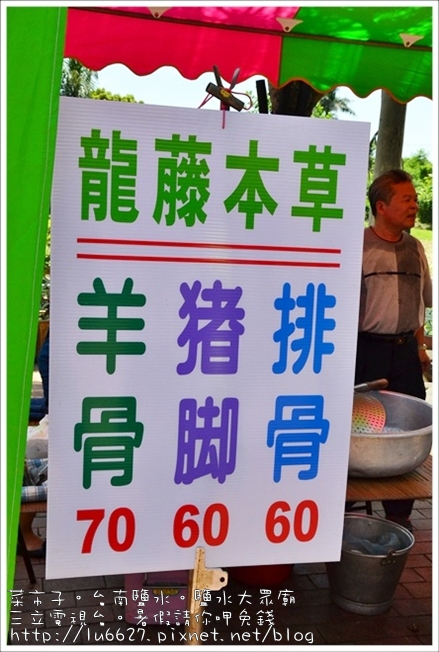 龍藤本草
羊骨
70
猪脚
60
排骨
60
菜市子。台南鹽水。鹽水大眾廟
三立電視台。暑假請你呷免錢
http://lu6627.pixnet.net/blog